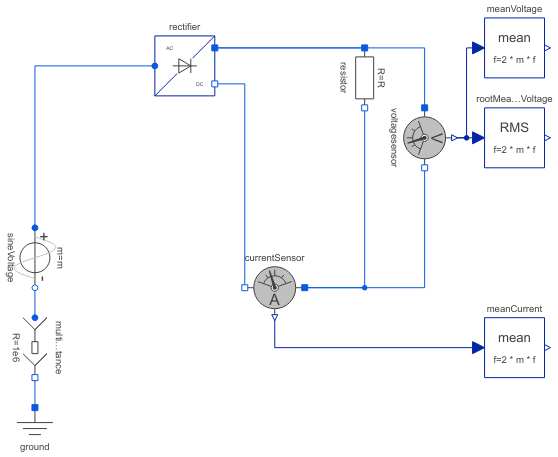 meanVoltage
mean
f=2 * m * f
rectifier
AC
DC
R=R
resistor
rootMea...Voltage
RMS
f=2 * m * f
voltagesensor
V
+
-
m=m
sineVoltage
currentSensor
A
meanCurrent
mean
f=2 * m * f
multi...tance
R=1e6
ground